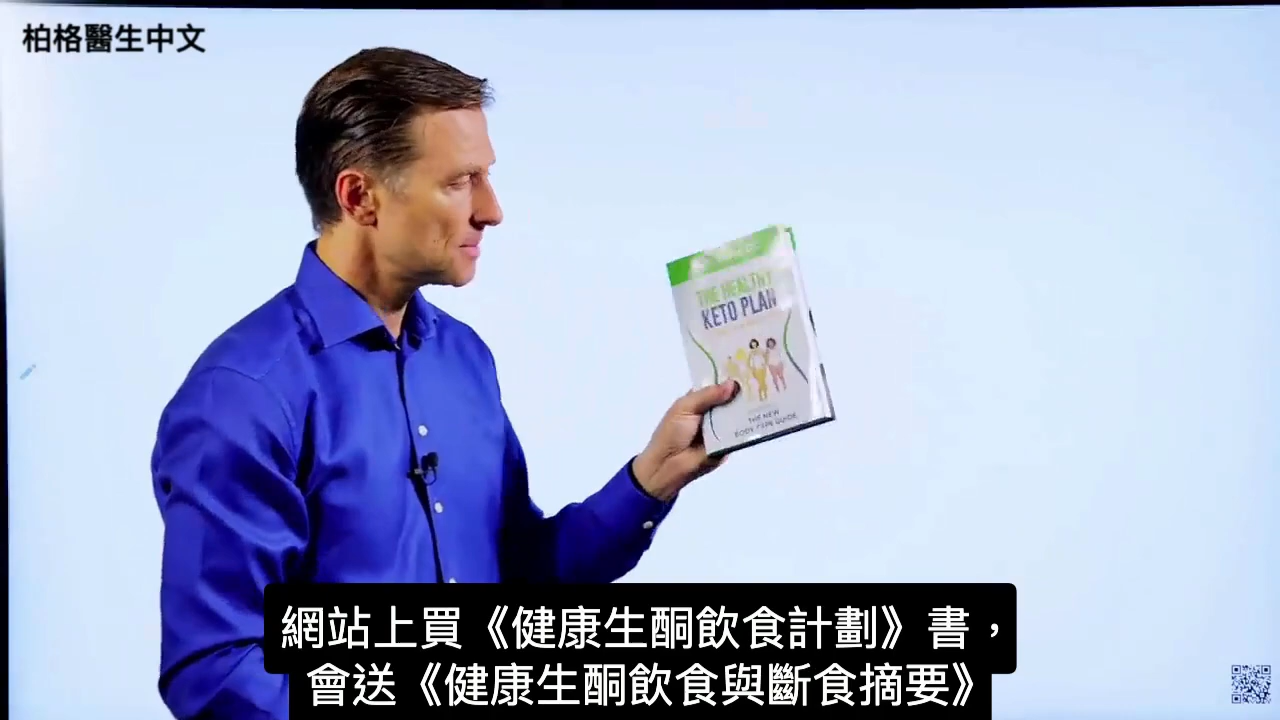 柏格醫生中文
THE HEALTHY
KETO PLAN
THE NEW
BODY TYPE GUIDE
網站上買《健康生酮飲食計劃》書，
會送《健康生酮飲食與斷食摘要》